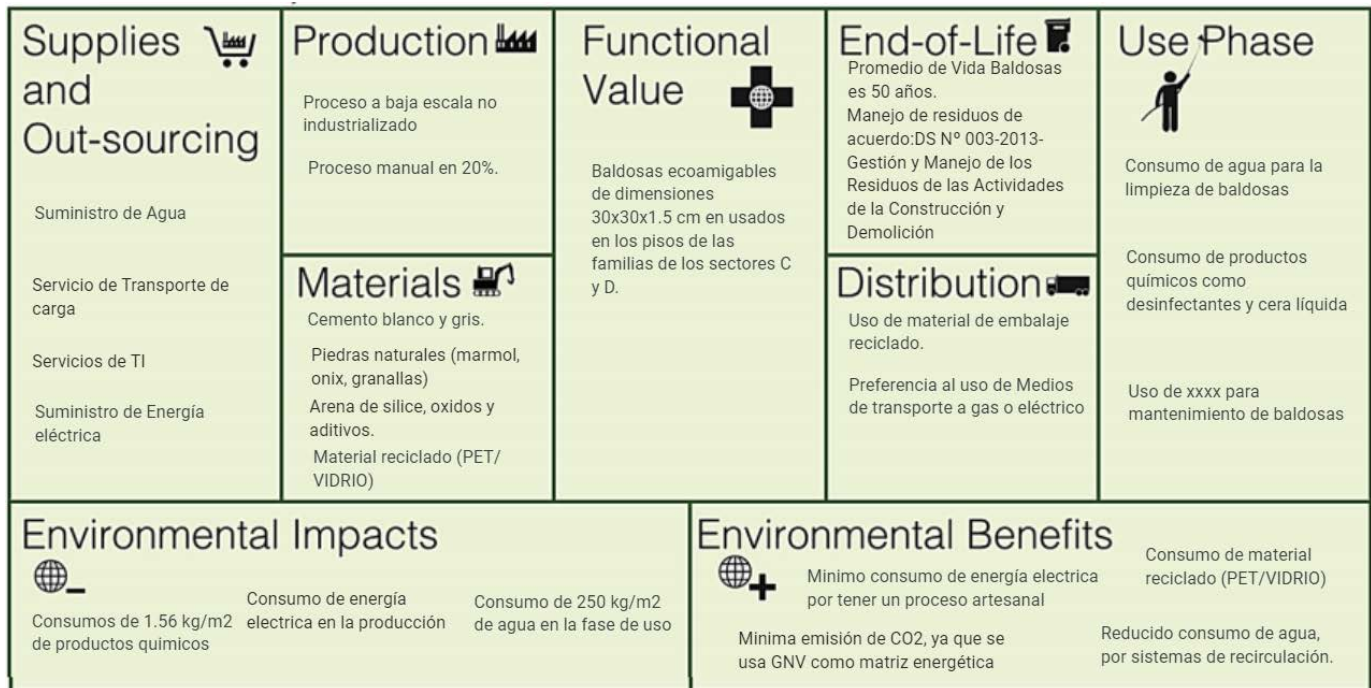 Supplies
and
Out-sourcing
Suministro de Agua
Servicio de Transporte de
carga
Servicios de TI
Suministro de Energía
eléctrica
Production
Proceso a baja escala no
industrializado
Proceso manual en 20%.
Materials
Cemento blanco y gris.
Piedras naturales (marmol,
onix, granallas)
Arena de silice, oxidos y
aditivos.
Material reciclado (PET/
VIDRIO)
Functional
Value
Baldosas ecoamigables
de dimensiones
30x30x1.5 cm en usados
en los pisos de las
familias de los sectores C
y D.
End-of-Life
Promedio de Vida Baldosas
es 50 años.
Manejo de residuos de
acuerdo:DS Nº 003-2013-
Gestión y Manejo de los
Residuos de las Actividades
de la Construcción y
Demolición
Distribution
Uso de material de embalaje
reciclado.
Preferencia al uso de Medios
de transporte a gas o eléctrico
Use Phase
Consumo de agua para la
limpieza de baldosas
Consumo de productos
químicos como
desinfectantes y cera líquida
Uso de xxxx para
mantenimiento de baldosas
Environmental Impacts
Consumos de 1.56 kg/m2
de productos quimicos
Consumo de energía
electrica en la producción
Consumo de 250 kg/m2
de agua en la fase de uso
Environmental Benefits
Minimo consumo de energía electrica
por tener un proceso artesanal
Consumo de material
reciclado (PET/VIDRIO)
Minima emisión de CO2, ya que se
usa GNV como matriz energética
Reducido consumo de agua,
por sistemas de recirculación.